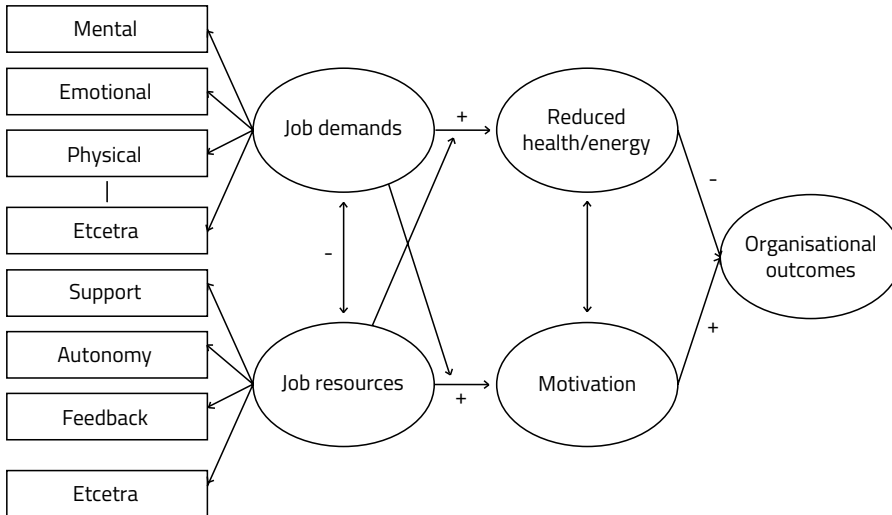 Mental
Emotional
Physical
Etcetra
Support
Autonomy
Feedback
Etcetra
Job demands
+
Reduced
health/energy
-
-
Organisational
outcomes
+
Job resources
+
Motivation